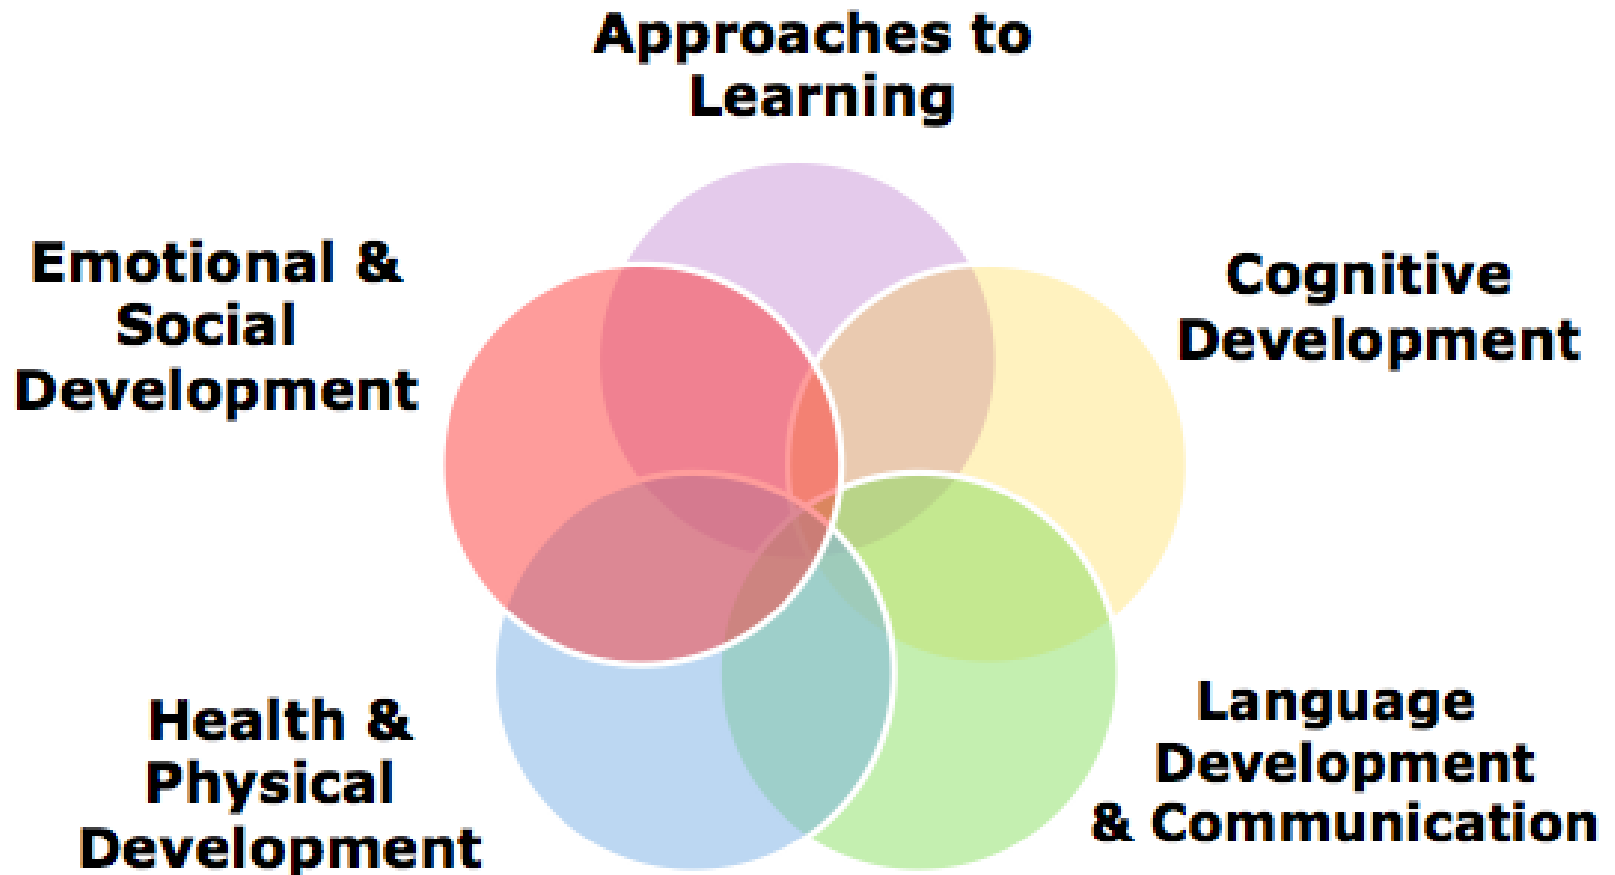 Approaches to
Learning
Emotional &
Social
Development
Cognitive
Development
Health &
Physical
Development
Language
Development
& Communication